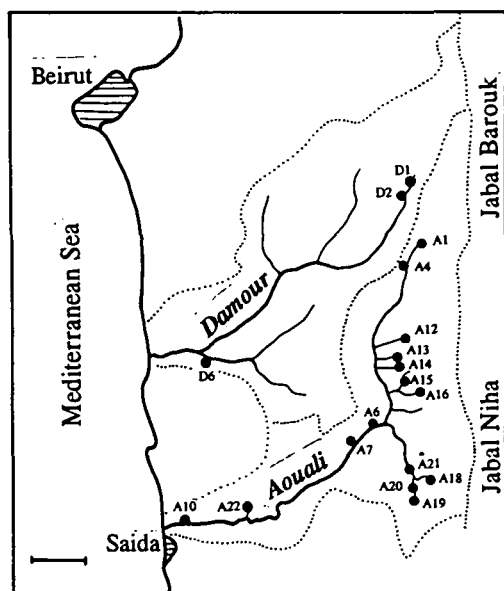 Beirut
Jabal Barouk
D1
D2
A1
A4
Mediterranean Sea
Damour
A12
A13
A14
A15
A16
D6
Jabal Niha
A6
A7
Aouali
A21
A18
A20
A19
A10
A22
Saida